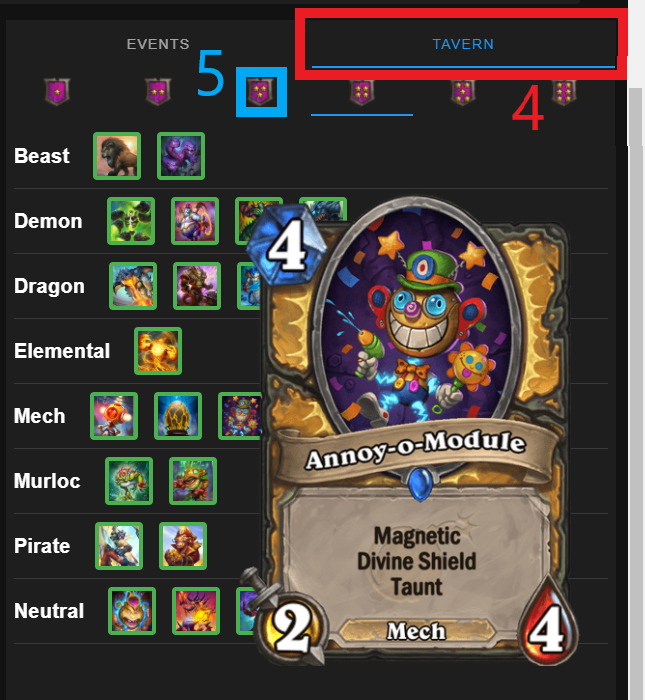 EVENTS
TAVERN
5
4
Beast
Demon
Dragon
Elemental
Mech
Murloc
Pirate
Neutral
4
Annoy-o-Module
Magnetic
Divine Shield
Taunt
2
Mech
4